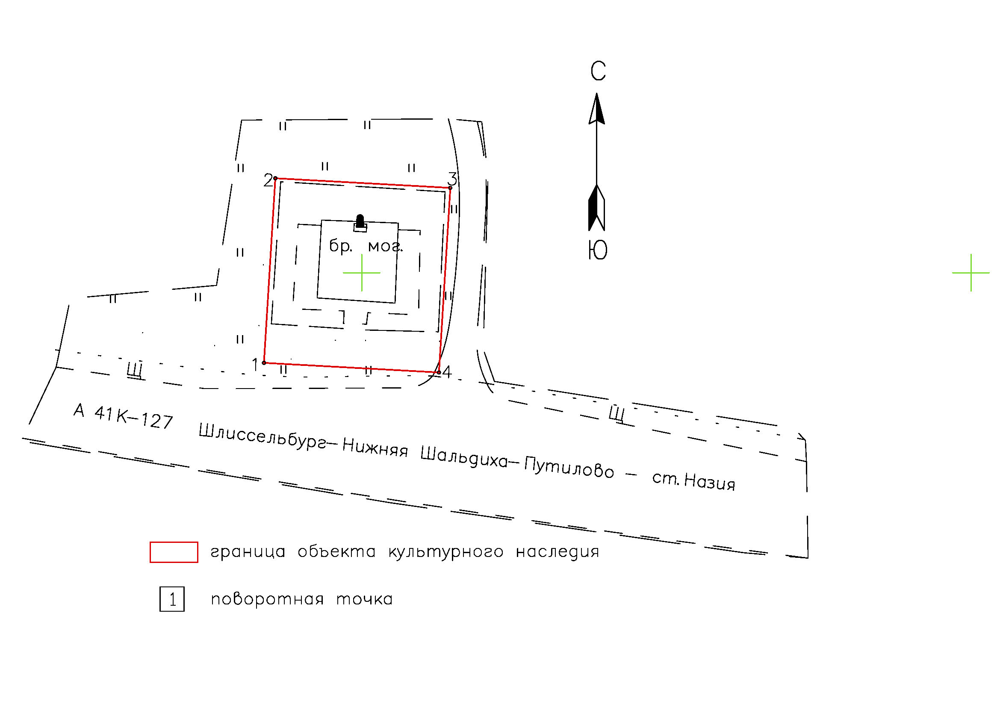 С
2
3
бр. мог.
Ю
1
4
Щ
Щ
А 41К-127 Шлиссельбург-Нижняя Шальдиха-Путилово - ст.Назия
граница объекта культурного наследия
1 поворотная точка